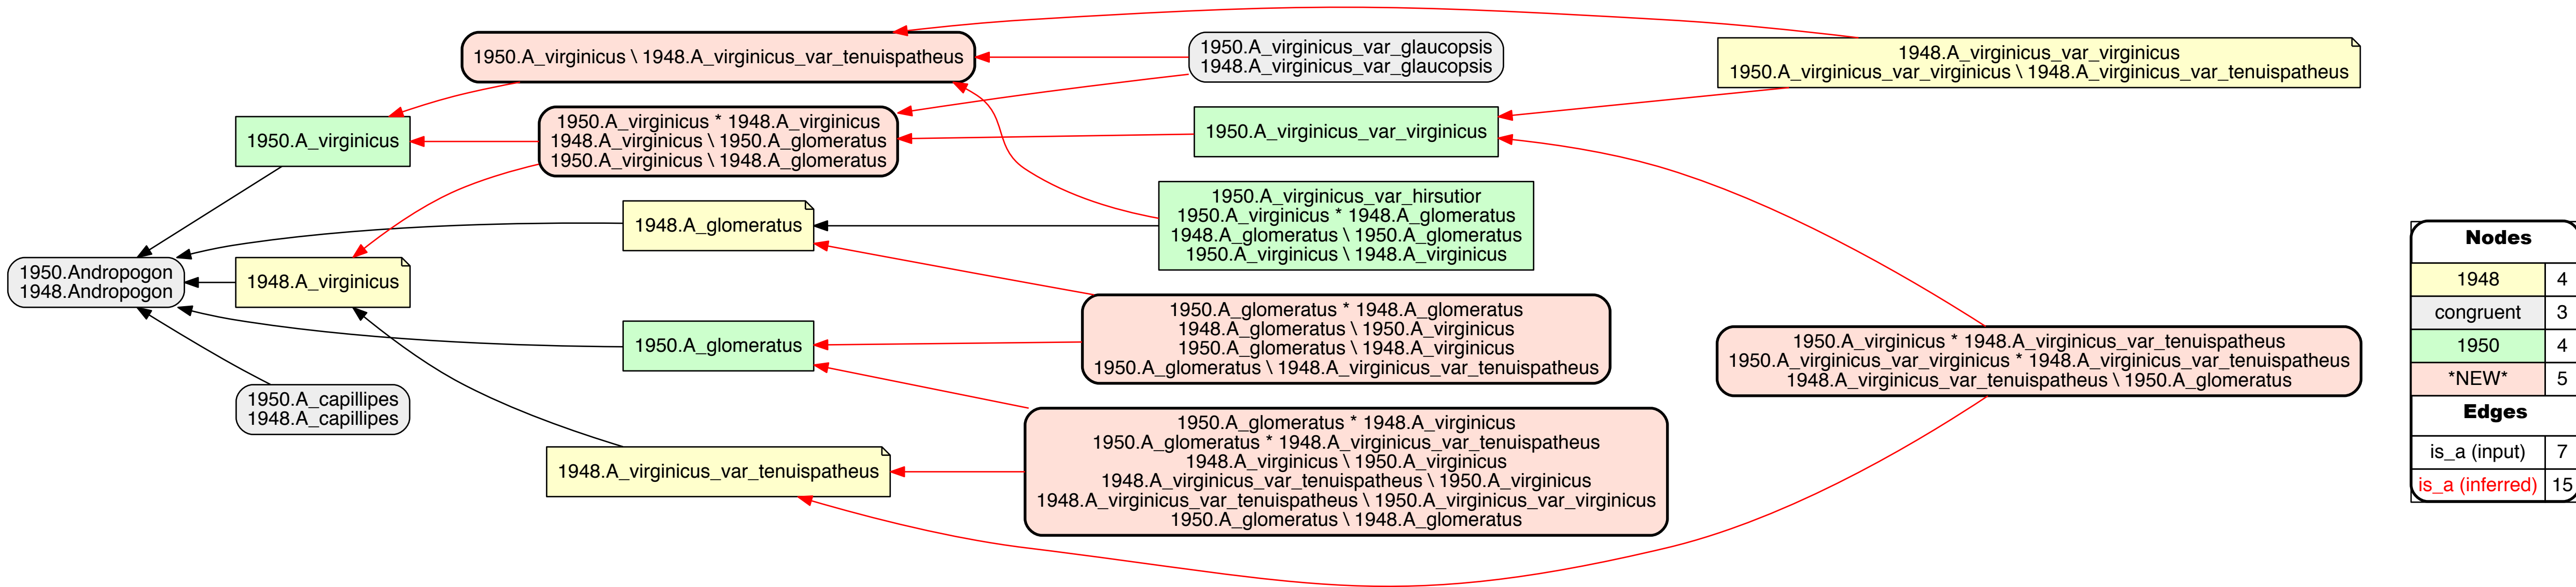 1950.A_virginicus \ 1948.A_virginicus_var_tenuispatheus
1950.A_virginicus_var_glaucopsis
1948.A_virginicus_var_glaucopsis
1948.A_virginicus_var_virginicus
1950.A_virginicus_var_virginicus \ 1948.A_virginicus_var_tenuispatheus
1950.A_virginicus
1950.A_virginicus * 1948.A_virginicus
1948.A_virginicus \ 1950.A_glomeratus
1950.A_virginicus \ 1948.A_glomeratus
1950.A_virginicus_var_virginicus
1948.A_glomeratus
1950.A_virginicus_var_hirsutior
1950.A_virginicus * 1948.A_glomeratus
1948.A_glomeratus \ 1950.A_glomeratus
1950.A_virginicus \ 1948.A_virginicus
1950.Andropogon
1948.Andropogon
1948.A_virginicus
1950.A_glomeratus
1950.A_glomeratus * 1948.A_glomeratus
1948.A_glomeratus \ 1950.A_virginicus
1950.A_glomeratus \ 1948.A_virginicus
1950.A_glomeratus \ 1948.A_virginicus_var_tenuispatheus
1950.A_virginicus * 1948.A_virginicus_var_tenuispatheus
1950.A_virginicus_var_virginicus * 1948.A_virginicus_var_tenuispatheus
1948.A_virginicus_var_tenuispatheus \ 1950.A_glomeratus
1950.A_capillipes
1948.A_capillipes
1948.A_virginicus_var_tenuispatheus
1950.A_glomeratus * 1948.A_virginicus
1950.A_glomeratus * 1948.A_virginicus_var_tenuispatheus
1948.A_virginicus \ 1950.A_virginicus
1948.A_virginicus_var_tenuispatheus \ 1950.A_virginicus
1948.A_virginicus_var_tenuispatheus \ 1950.A_virginicus_var_virginicus
1950.A_glomeratus \ 1948.A_glomeratus
Nodes
1948 4
congruent 3
1950 4
*NEW* 5
Edges
is_a (input) 7
is_a (inferred) 15